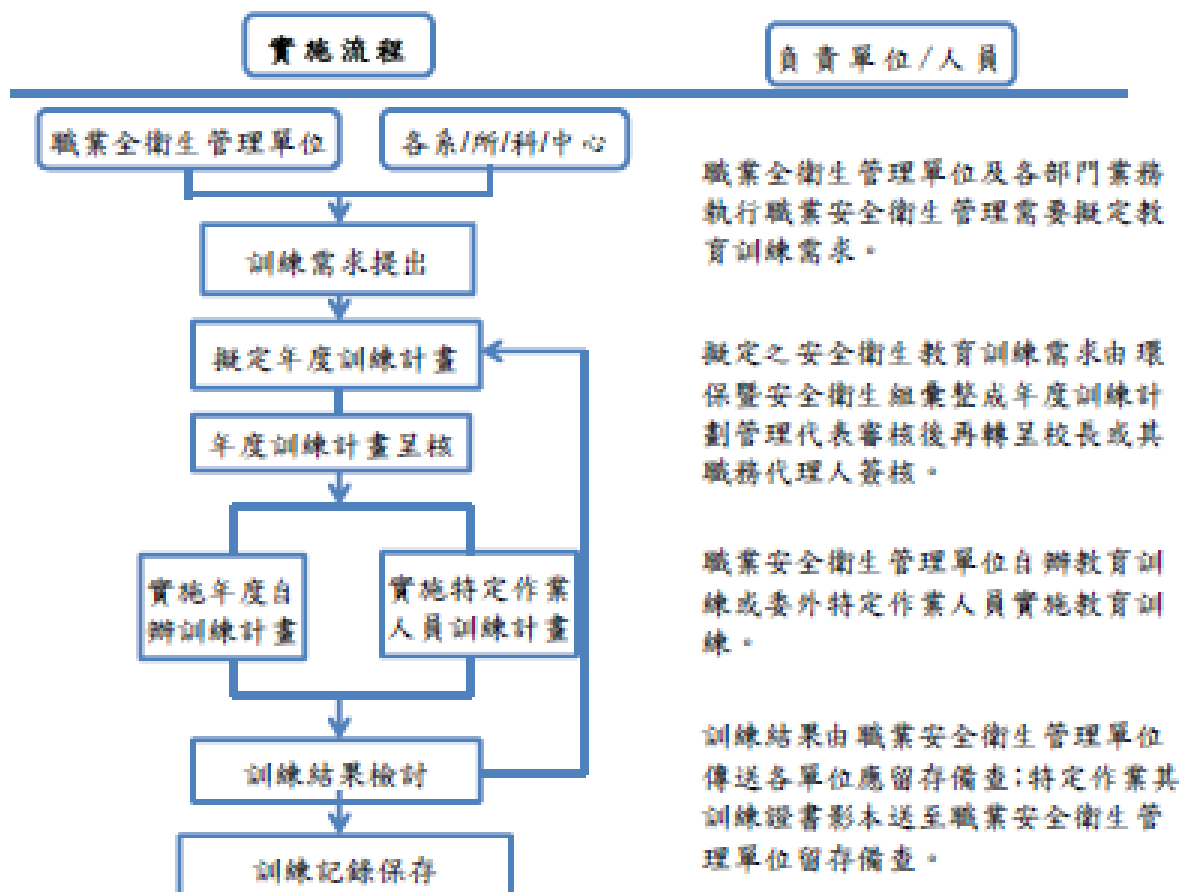 實施流程
負責單位/人員
職業全衛生管理單位
各系/所/科/中心
職業全衛生管理單位及各部門業務
執行職業安全衛生管理需要擬定教
育訓練需求。
訓練需求提出
擬定年度訓練計畫
擬定之安全衛生教育訓練需求由環
保暨安全衛生組彙整成年度訓練計
劃管理代表審核後再轉呈校長或其
職務代理人簽核。
年度訓練計畫呈核
實施年度自
辦訓練計畫
實施特定作業
人員訓練計畫
職業安全衛生管理單位自辦教育訓
練或委外特定作業人員實施教育訓
練。
訓練結果檢討
訓練結果由職業安全衛生管理單位
傳送各單位應留存備查;特定作業其
訓練證書影本送至職業安全衛生管
理單位留存備查。
訓練記錄保存